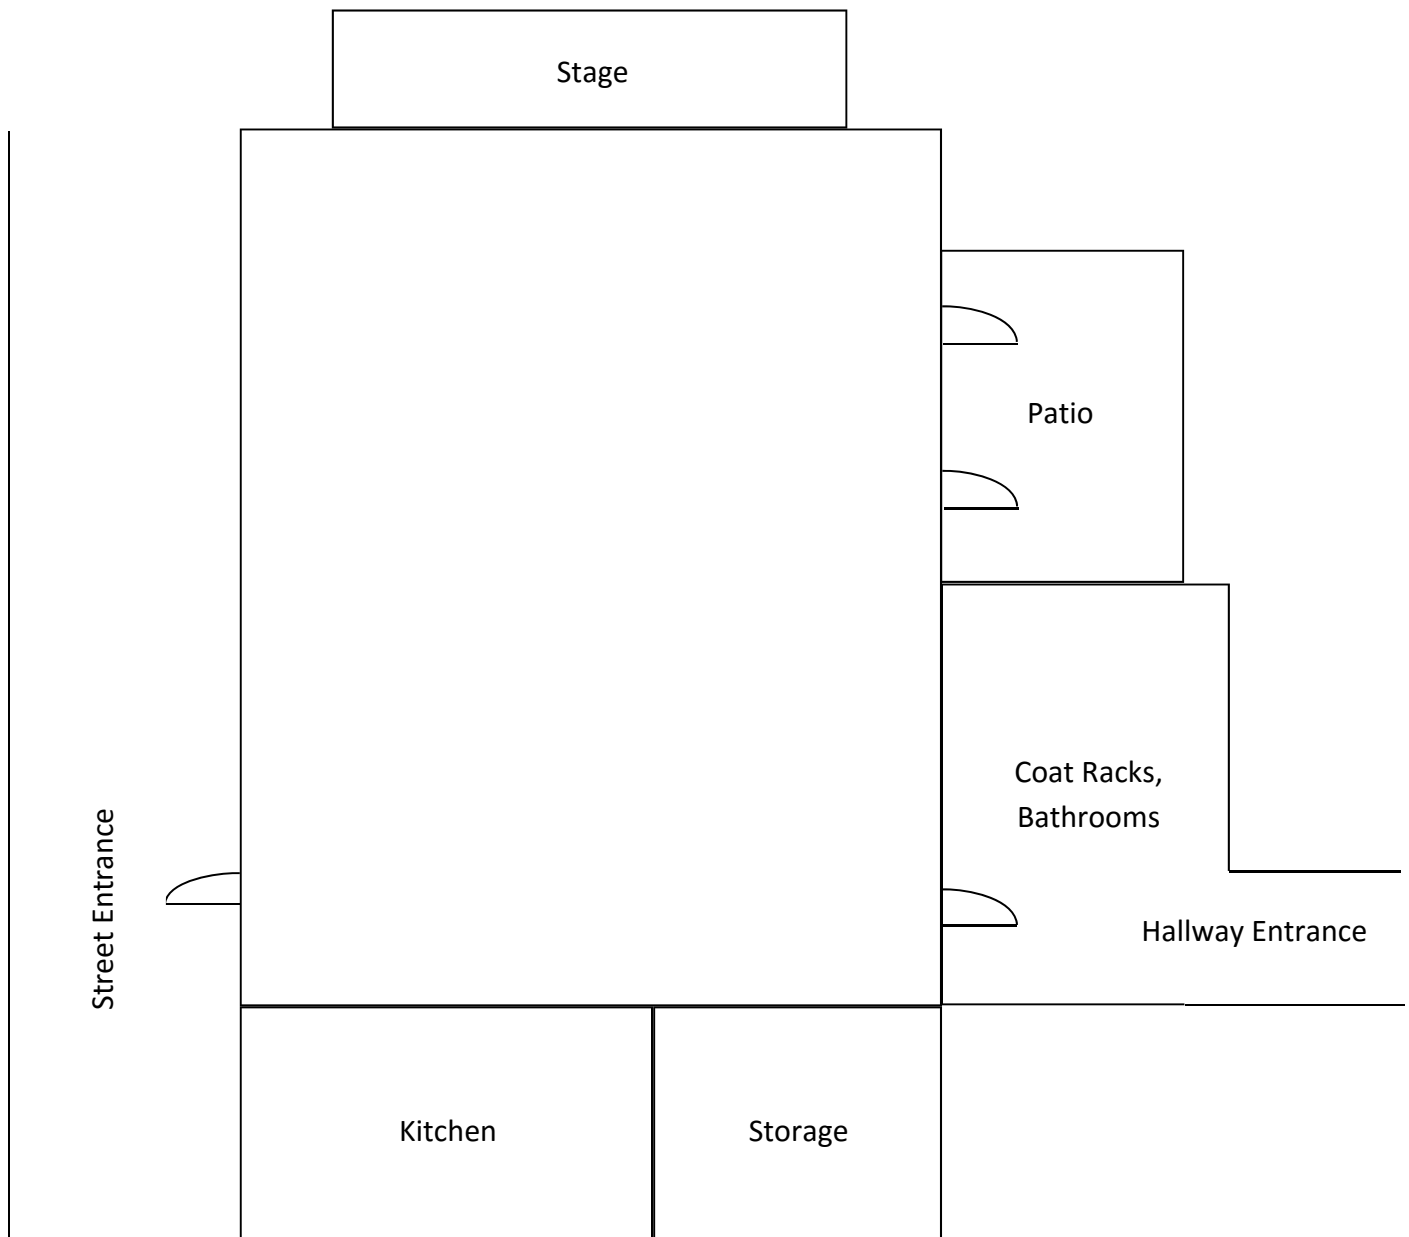 Stage
Patio
Coat Racks,
Bathrooms
Street Entrance
Hallway Entrance
Kitchen
Storage